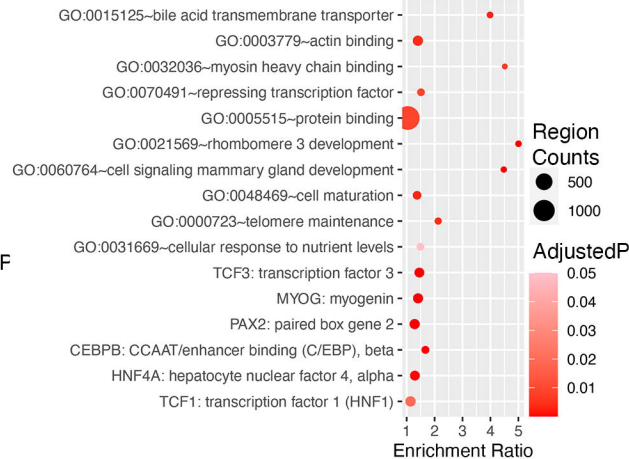 GO:0015125~bile acid transmembrane transporter
GO:0003779~actin binding
GO:0032036~myosin heavy chain binding
GO:0070491~repressing transcription factor
GO:0005515~protein binding
GO:0021569~rhombomere 3 development
GO:0060764~cell signaling mammary gland development
GO:0048469~cell maturation
GO:0000723~telomere maintenance
GO:0031669~cellular response to nutrient levels
P
TCF3: transcription factor 3
MYOG: myogenin
PAX2: paired box gene 2
CEBPB: CCAAT/enhancer binding (C/EBP), beta
HNF4A: hepatocyte nuclear factor 4, alpha
TCF1: transcription factor 1 (HNF1)
1 2 3 4 5
Enrichment Ratio
Region
Counts
500
1000
AdjustedP
0.05
0.04
0.03
0.02
0.01